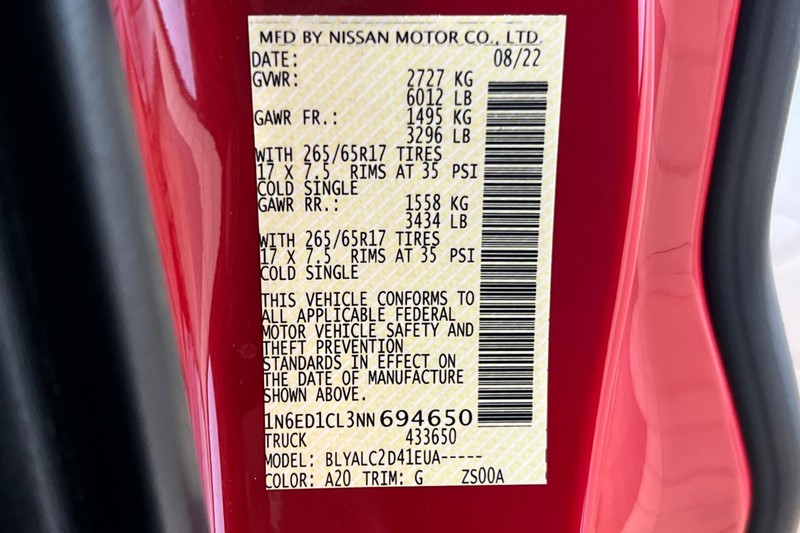 MFD BY NISSAN MOTOR CO., LTD.
DATE: 08/22
GVWR: 2727 KG
6012 LB
GAWR FR.: 1495 KG
3296 LB
WITH 265/65R17 TIRES
17 X 7.5 RIMS AT 35 PSI
COLD SINGLE
GAWR RR.: 1558 KG
3434 LB
WITH 265/65R17 TIRES
17 X 7.5 RIMS AT 35 PSI
COLD SINGLE
THIS VEHICLE CONFORMS TO
ALL APPLICABLE FEDERAL
MOTOR VEHICLE SAFETY AND
THEFT PREVENTION
STANDARDS IN EFFECT ON
THE DATE OF MANUFACTURE
SHOWN ABOVE.
1N6ED1CL3NN694650
TRUCK 433650
MODEL: BLYALC2D41EUA-----
COLOR: A20 TRIM: G ZS00A